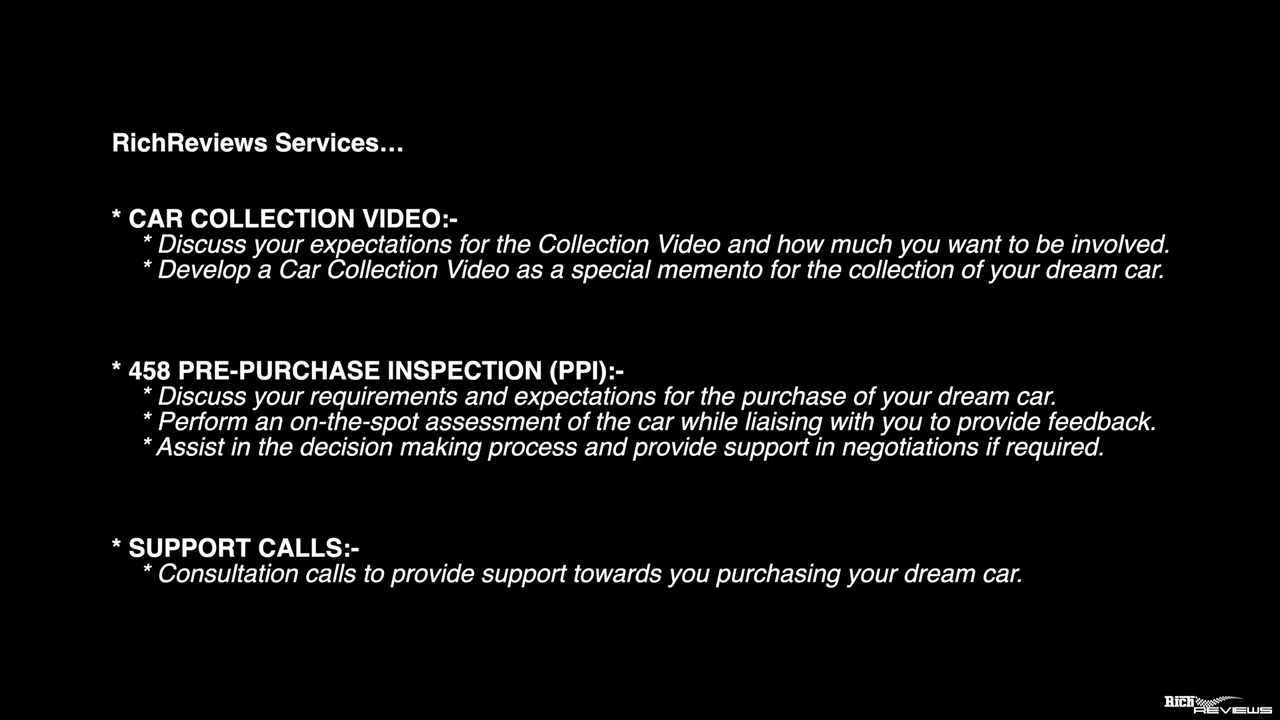 RichReviews Services…
* CAR COLLECTION VIDEO:-
* Discuss your expectations for the Collection Video and how much you want to be involved.
* Develop a Car Collection Video as a special memento for the collection of your dream car.
* 458 PRE-PURCHASE INSPECTION (PPI):-
* Discuss your requirements and expectations for the purchase of your dream car.
* Perform an on-the-spot assessment of the car while liaising with you to provide feedback.
* Assist in the decision making process and provide support in negotiations if required.
* SUPPORT CALLS:-
* Consultation calls to provide support towards you purchasing your dream car.
Rich
REVIEWS